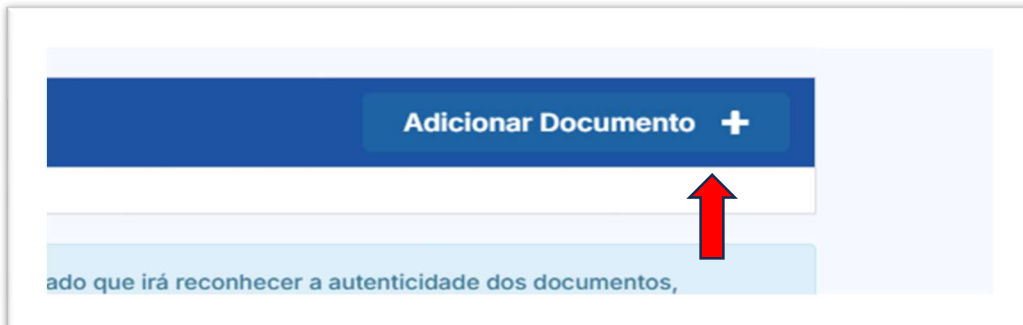 Adicionar Documento +
ado que irá reconhecer a autenticidade dos documentos,